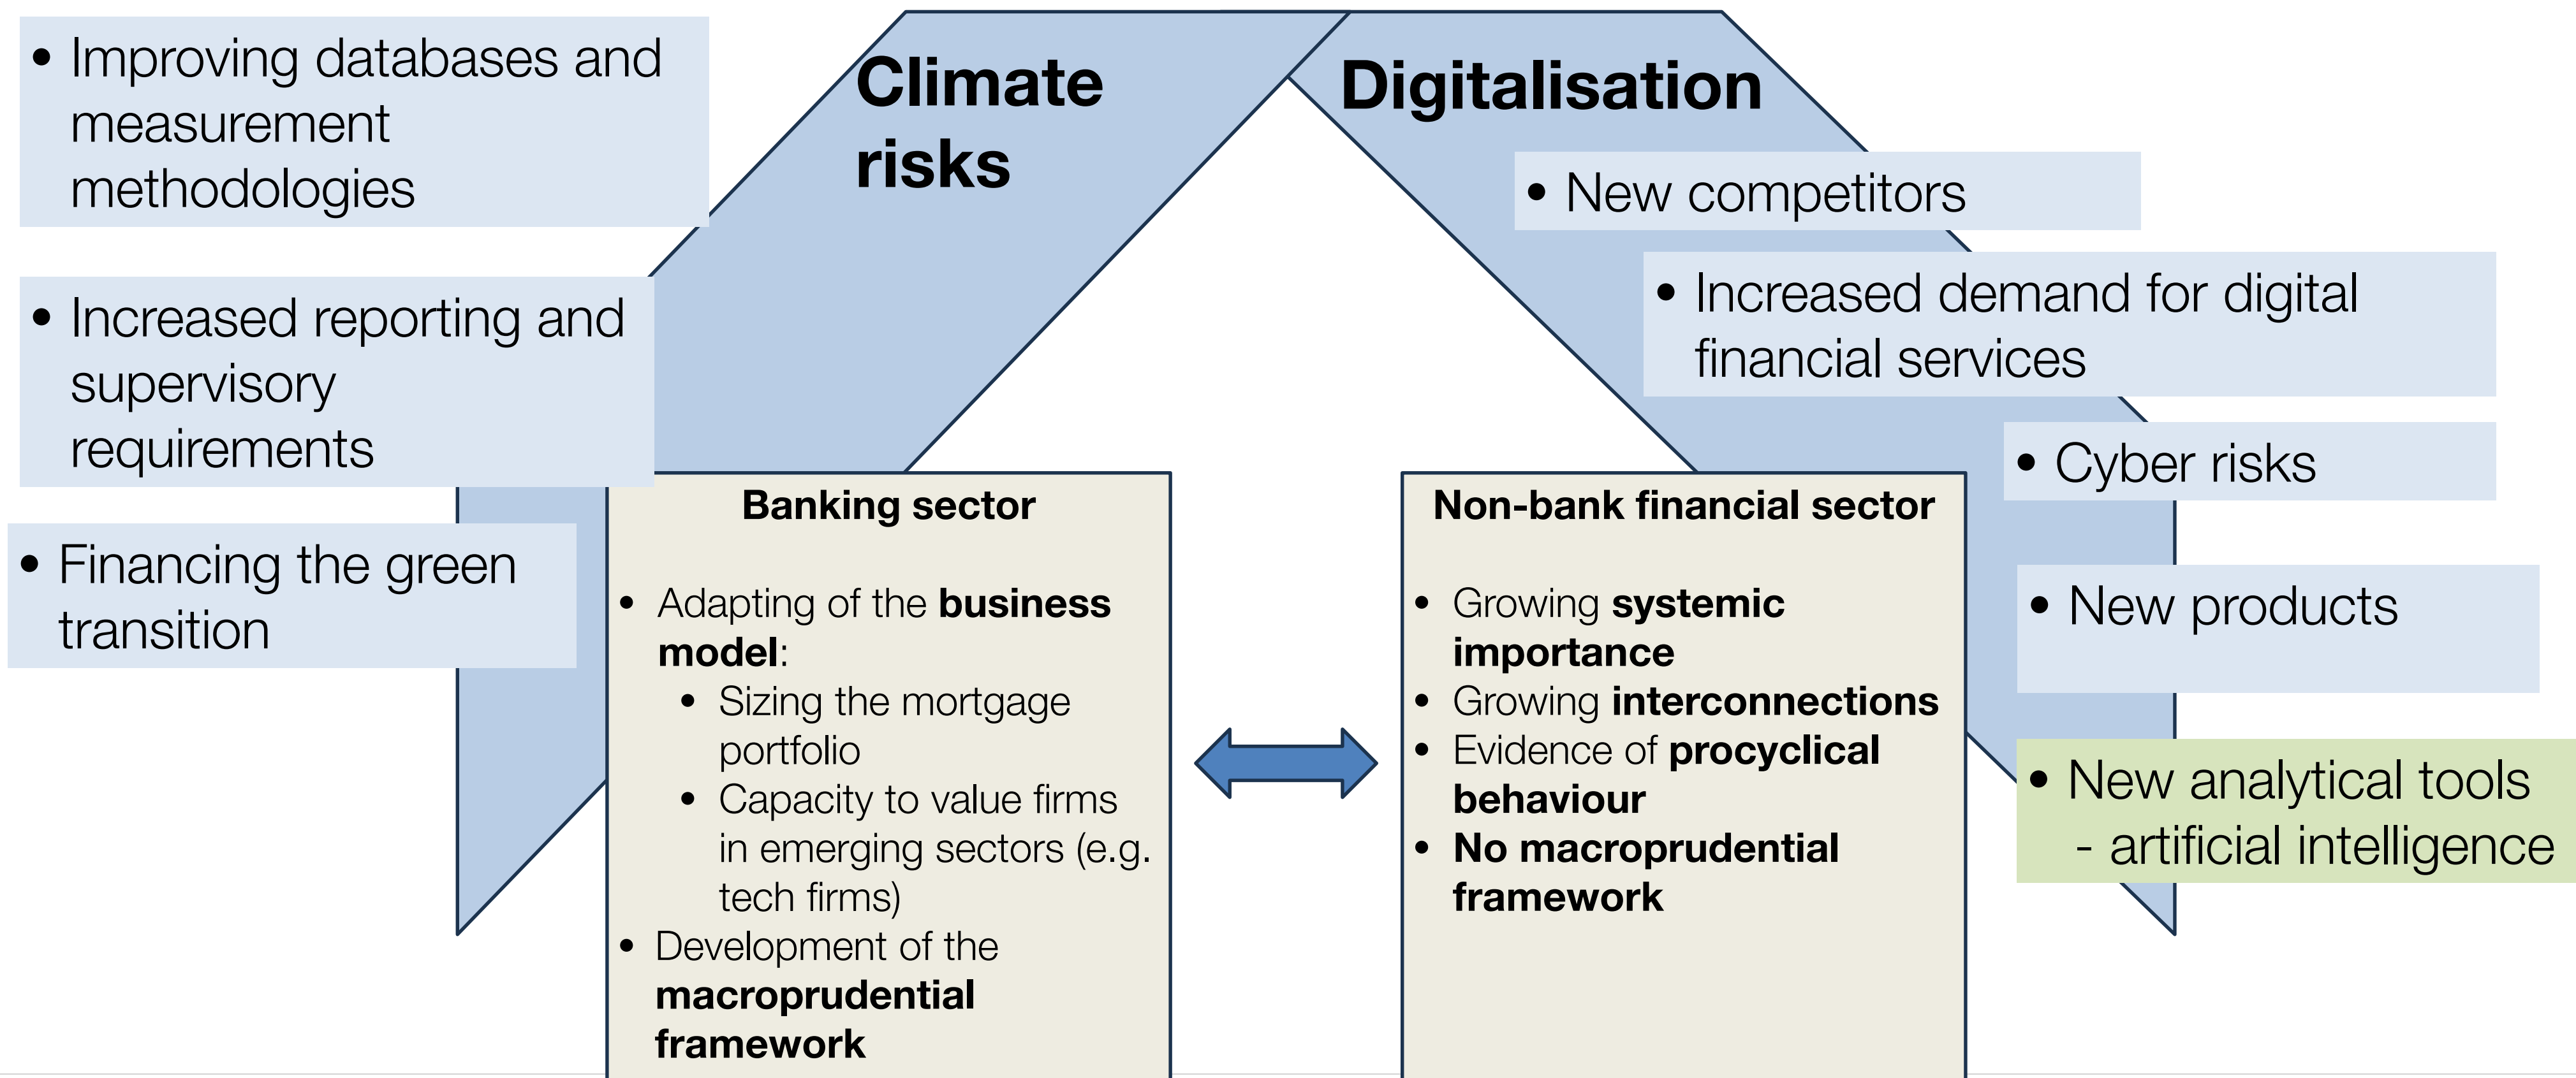 • Improving databases and
measurement
methodologies
• Increased reporting and
supervisory
requirements
• Financing the green
transition
Climate
risks
Digitalisation
• New competitors
• Increased demand for digital
financial services
• Cyber risks
• New products
• New analytical tools
- artificial intelligence
Banking sector
• Adapting of the business
model:
• Sizing the mortgage
portfolio
• Capacity to value firms
in emerging sectors (e.g.
tech firms)
• Development of the
macroprudential
framework
Non-bank financial sector
• Growing systemic
importance
• Growing interconnections
• Evidence of procyclical
behaviour
• No macroprudential
framework